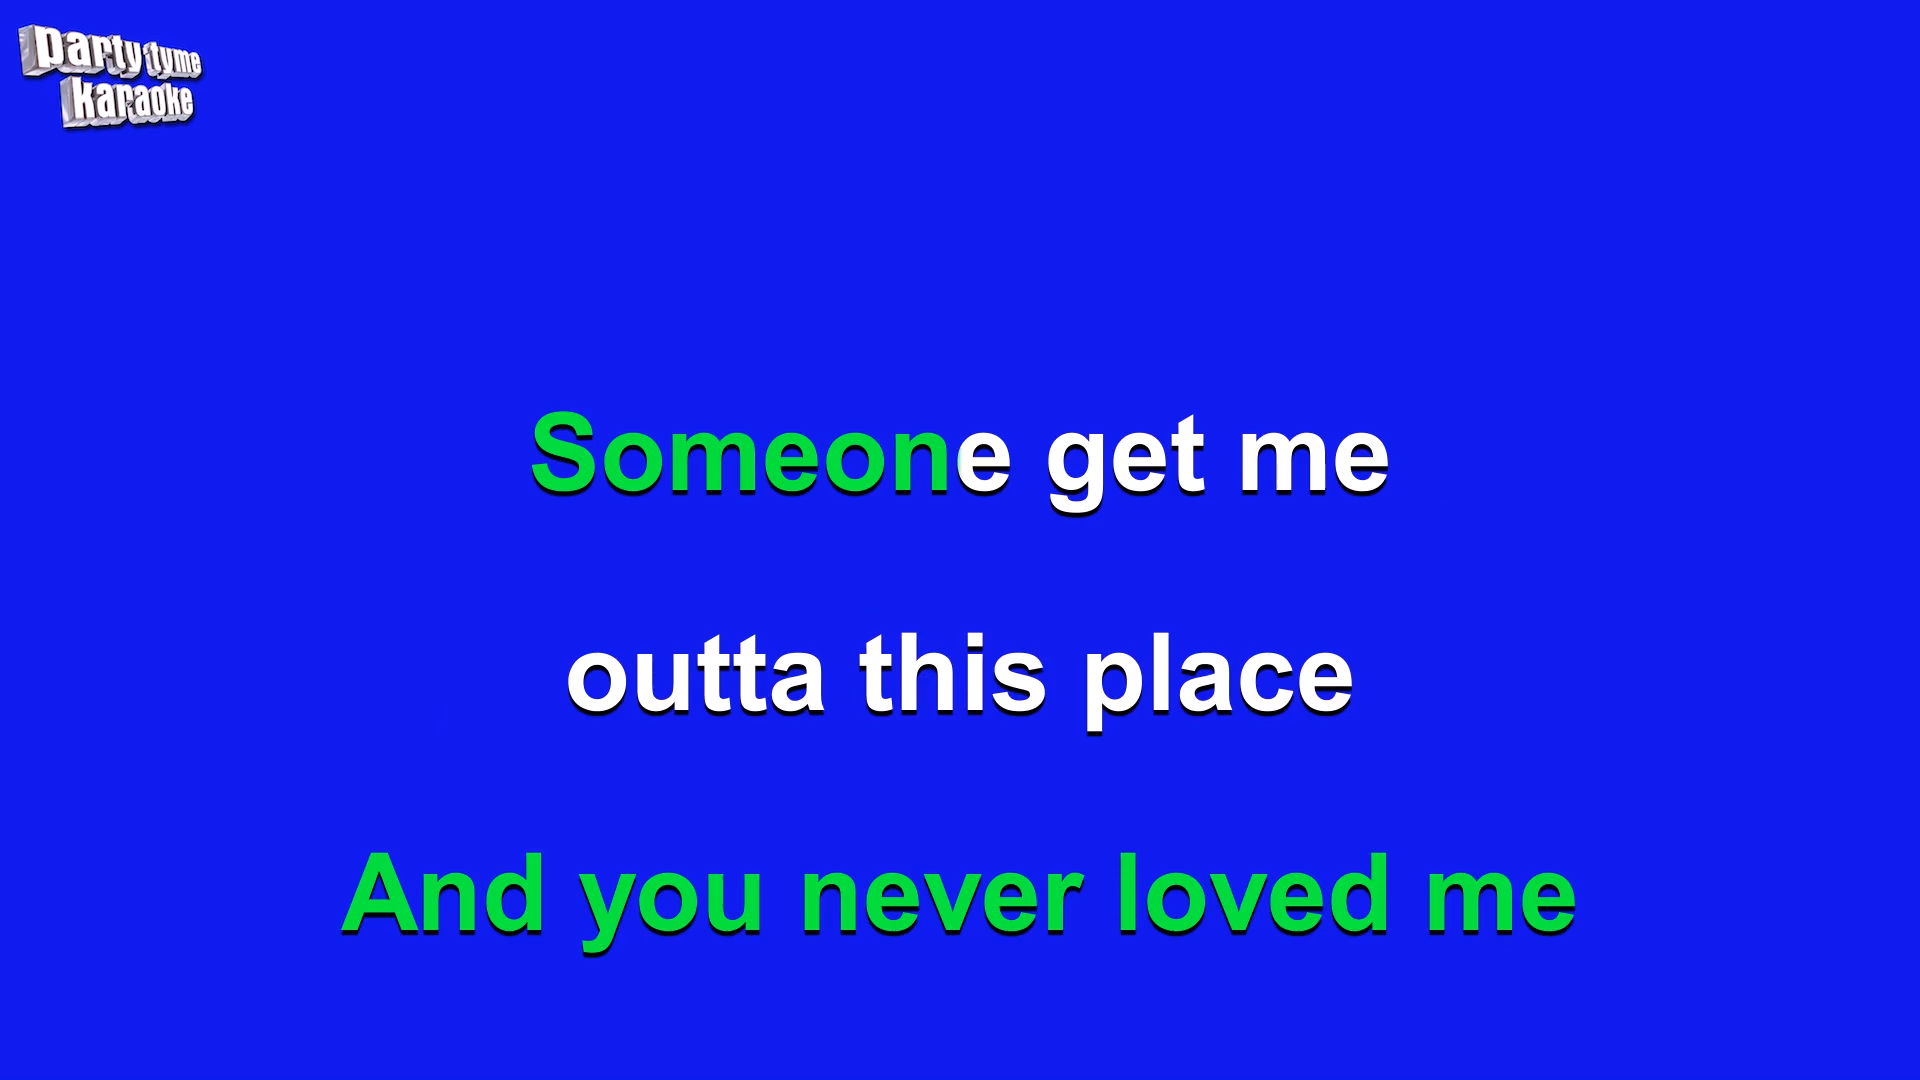 party tyme
karaoke
Someone get me
outta this place
And you never loved me